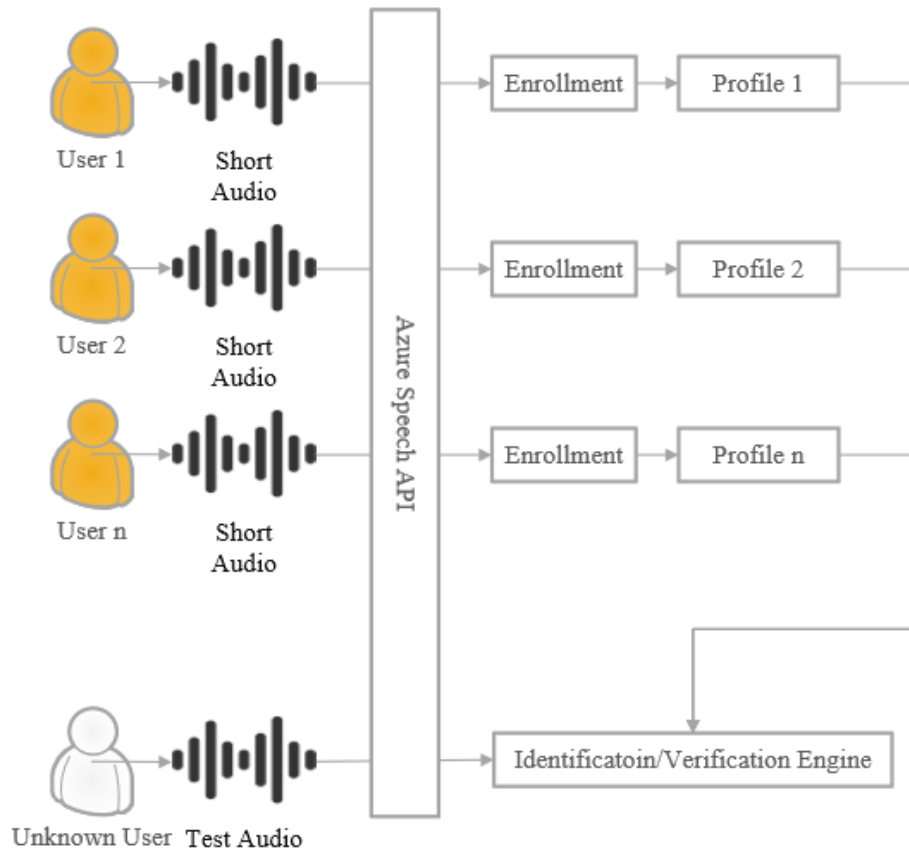 Enrollment
Profile 1
User 1
Short
Audio
Enrollment
Profile 2
User 2
Short
Audio
Azure Speech API
Enrollment
Profile n
User n
Short
Audio
Identificatoin/Verification Engine
Unknown User
Test Audio